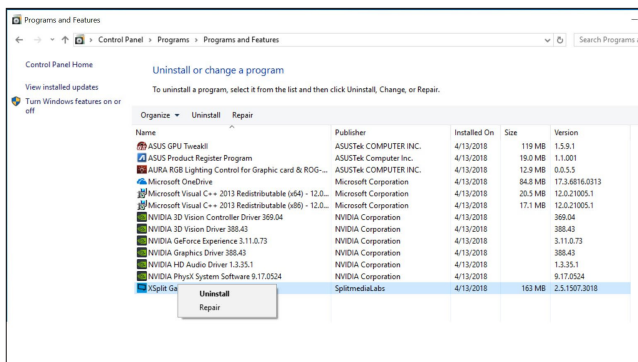 Programs and Features
Control Panel › Programs › Programs and Features
Search Programs a
Control Panel Home
View installed updates
Turn Windows features on or
off
Uninstall or change a program
To uninstall a program, select it from the list and then click Uninstall, Change, or Repair.
Organize Uninstall Repair
Name Publisher Installed On Size Version
ASUS GPU TweakII ASUSTek COMPUTER INC. 4/13/2018 119 MB 1.5.9.1
ASUS Product Register Program ASUSTek Computer Inc. 4/13/2018 19.0 MB 1.1.001
AURA RGB Lighting Control for Graphic card & ROG-... ASUSTek COMPUTER INC. 4/13/2018 12.9 MB 0.0.5.5
Microsoft OneDrive Microsoft Corporation 4/13/2018 84.8 MB 17.3.6816.0313
Microsoft Visual C++ 2013 Redistributable (x64) - 12.0... Microsoft Corporation 4/13/2018 20.5 MB 12.0.21005.1
Microsoft Visual C++ 2013 Redistributable (x86) - 12.0... Microsoft Corporation 4/13/2018 17.1 MB 12.0.21005.1
NVIDIA 3D Vision Controller Driver 369.04 NVIDIA Corporation 4/13/2018 369.04
NVIDIA 3D Vision Driver 388.43 NVIDIA Corporation 4/13/2018 388.43
NVIDIA GeForce Experience 3.11.0.73 NVIDIA Corporation 4/13/2018 3.11.0.73
NVIDIA Graphics Driver 388.43 NVIDIA Corporation 4/13/2018 388.43
NVIDIA HD Audio Driver 1.3.35.1 NVIDIA Corporation 4/13/2018 1.3.35.1
NVIDIA PhysX System Software 9.17.0524 NVIDIA Corporation 4/13/2018 9.17.0524
XSplit Ga SplitmediaLabs 4/13/2018 163 MB 2.5.1507.3018
Uninstall
Repair